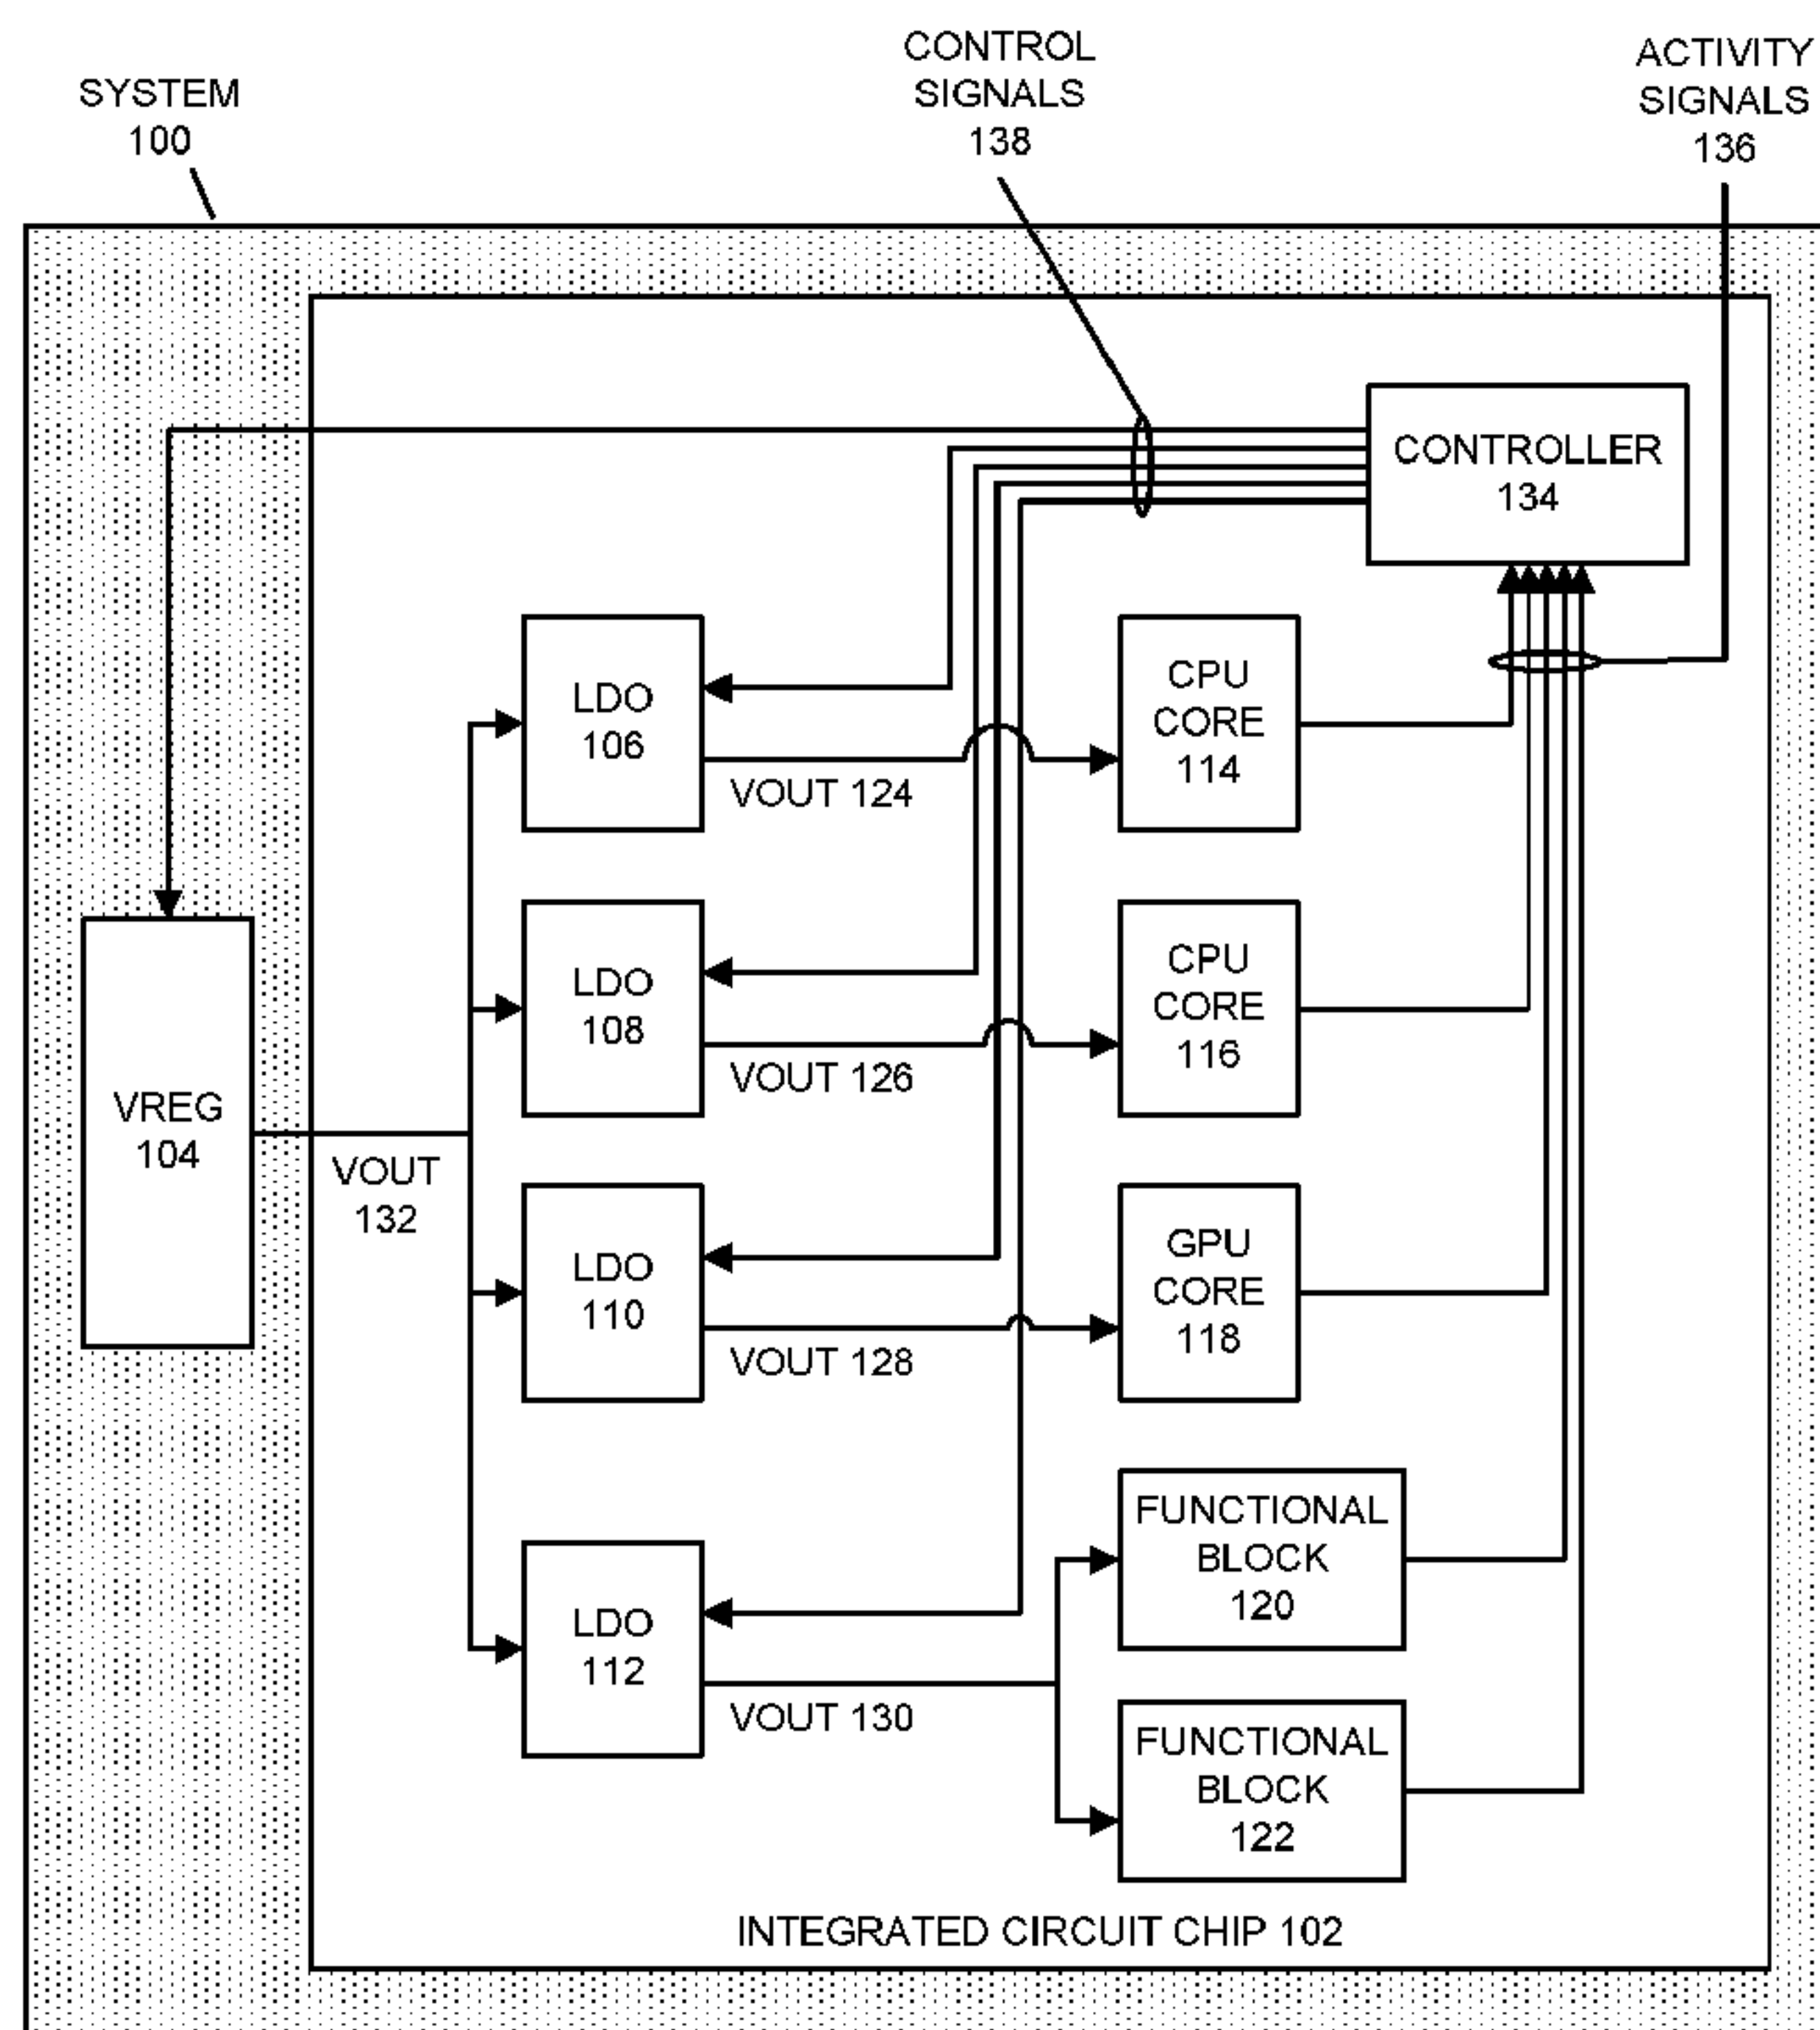 CONTROL
SIGNALS
138
ACTIVITY
SIGNALS
136
SYSTEM
100
CONTROLLER
134
LDO
106
CPU
CORE
114
VOUT 124
LDO
108
CPU
CORE
116
VOUT 126
VREG
104
VOUT
132
LDO
110
GPU
CORE
118
VOUT 128
FUNCTIONAL
BLOCK
120
LDO
112
VOUT 130
FUNCTIONAL
BLOCK
122
INTEGRATED CIRCUIT CHIP 102